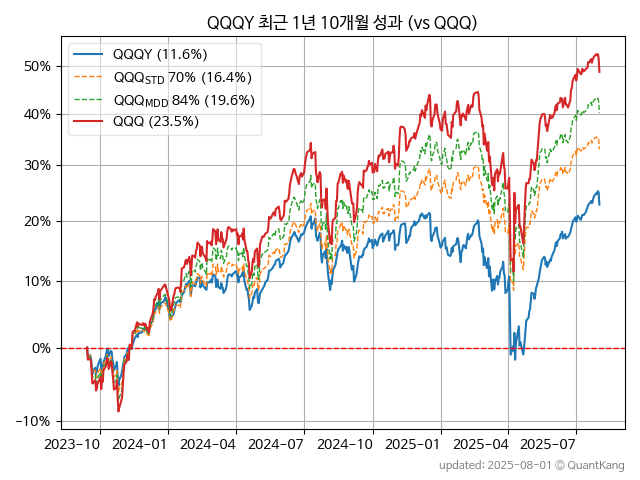 QQQY 최근 1년 10개월 성과 (vs QQQ)
QQQY (11.6%)
QQQSTD 70% (16.4%)
QQQMDD 84% (19.6%)
QQQ (23.5%)
50%
40%
30%
20%
10%
0%
−10%
2023-10 2024-01 2024-04 2024-07 2024-10 2025-01 2025-04 2025-07
updated: 2025-08-01 © QuantKang